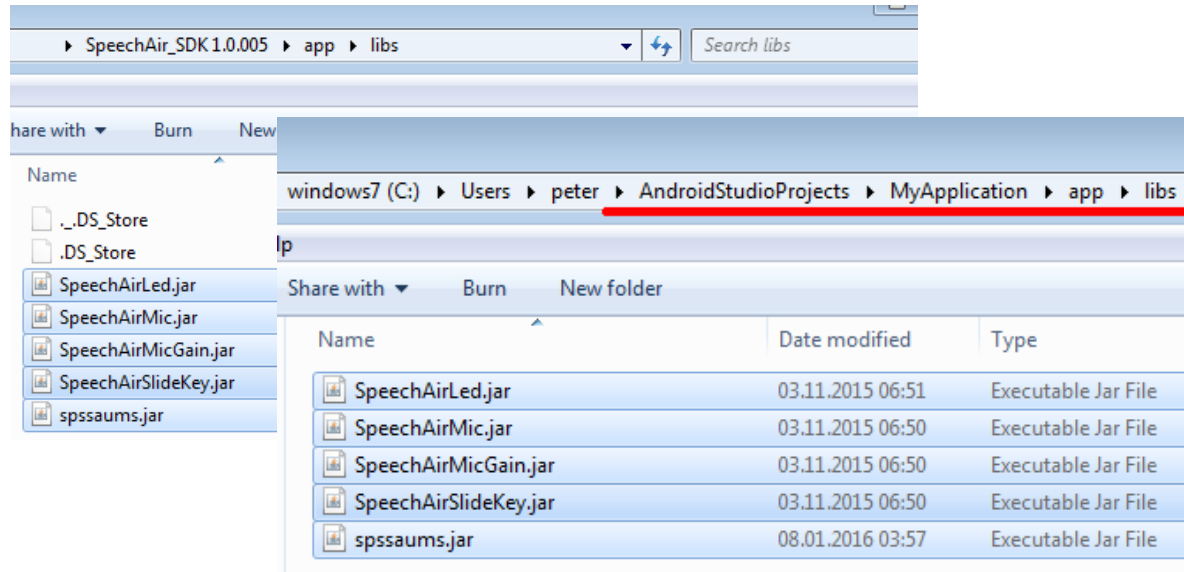 SpeechAir_SDK 1.0.005 app libs Search libs
hare with Burn New
Name
._.DS_Store
.DS_Store
SpeechAirLed.jar
SpeechAirMic.jar
SpeechAirMicGain.jar
SpeechAirSlideKey.jar
spssaums.jar
windows7 (C:) Users peter AndroidStudioProjects MyApplication app libs
lp
Share with Burn New folder
Name Date modified Type
SpeechAirLed.jar 03.11.2015 06:51 Executable Jar File
SpeechAirMic.jar 03.11.2015 06:50 Executable Jar File
SpeechAirMicGain.jar 03.11.2015 06:50 Executable Jar File
SpeechAirSlideKey.jar 03.11.2015 06:50 Executable Jar File
spssaums.jar 08.01.2016 03:57 Executable Jar File